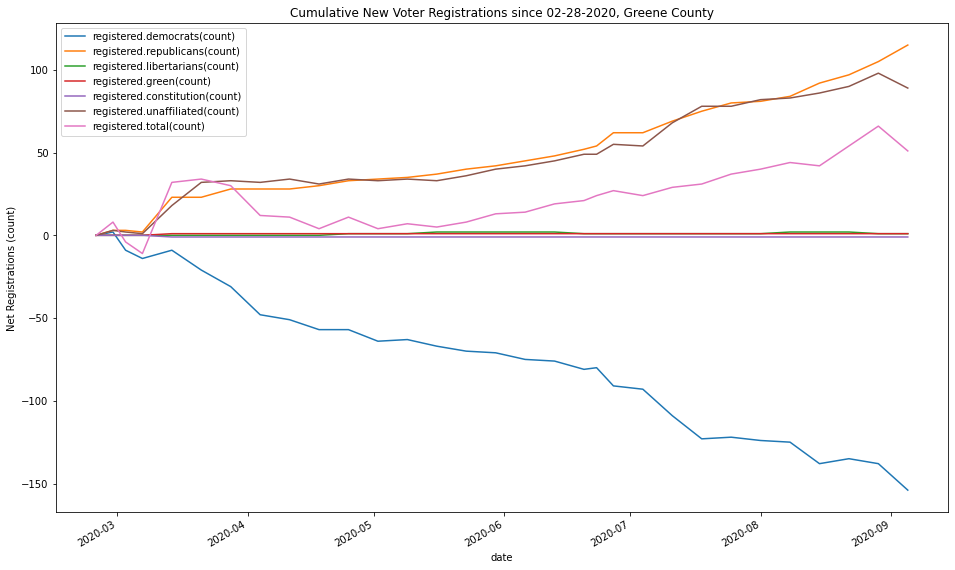 Cumulative New Voter Registrations since 02-28-2020, Greene County
registered.democrats(count)
registered.republicans(count)
registered.libertarians(count)
registered.green(count)
registered.constitution(count)
registered.unaffiliated(count)
registered.total(count)
Net Registrations (count)
100
50
0
−50
−100
−150
2020-03
2020-04
2020-05
2020-06
2020-07
2020-08
2020-09
date